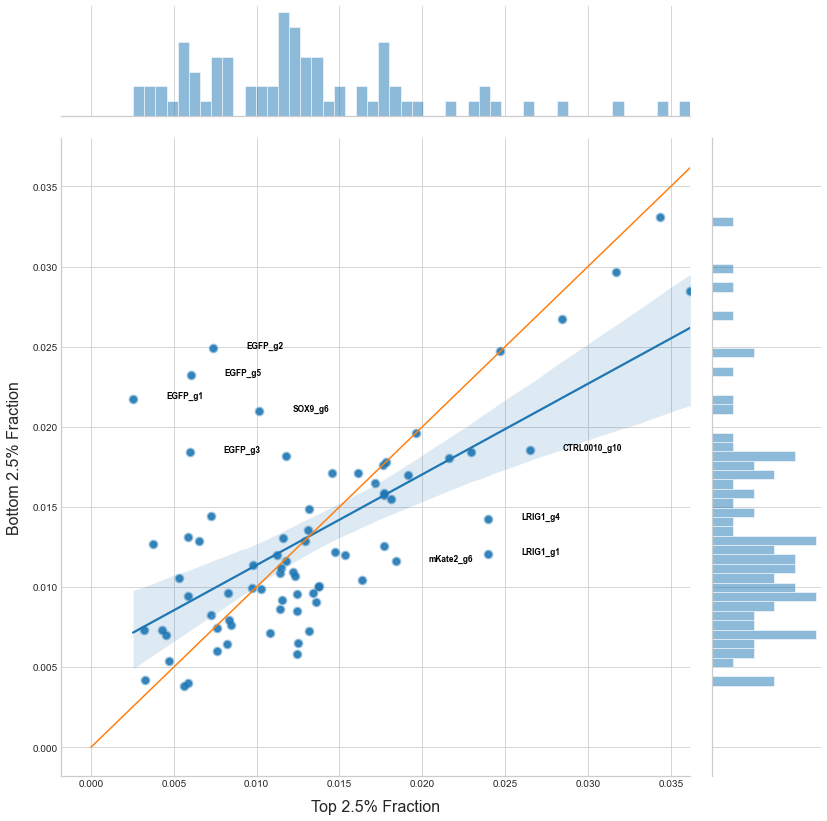 0.035
0.030
0.025
0.020
0.015
0.010
0.005
0.000
Bottom 2.5% Fraction
EGFP_g2
EGFP_g5
EGFP_g1
SOX9_g6
EGFP_g3
CTRL0010_g10
LRIG1_g4
LRIG1_g1
mKate2_g6
0.000 0.005 0.010 0.015 0.020 0.025 0.030 0.035
Top 2.5% Fraction